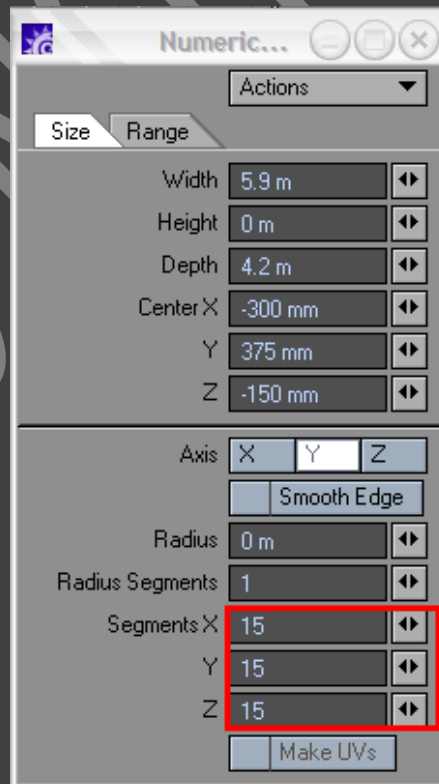 Numeric...
Actions
Size Range
Width 5.9 m
Height 0 m
Depth 4.2 m
Center X -300 mm
Y 375 mm
Z -150 mm
Axis X Y Z
Smooth Edge
Radius 0 m
Radius Segments 1
Segments X 15
Y 15
Z 15
Make UVs